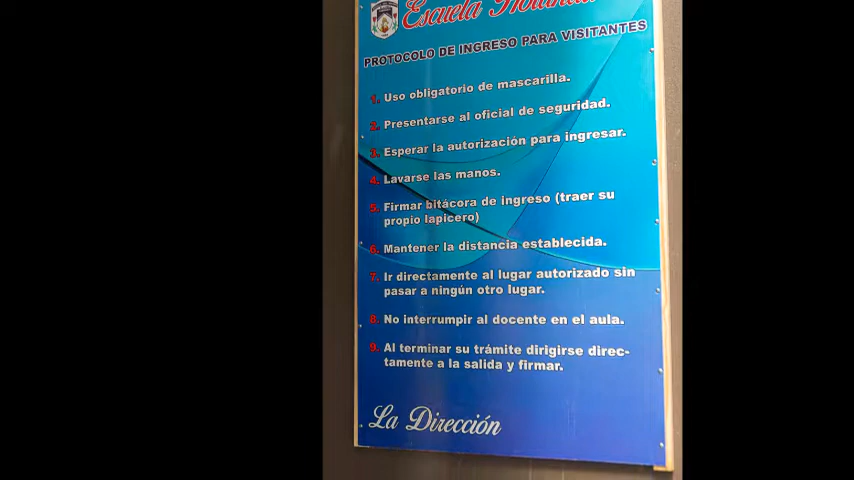 Escuela
PROTOCOLO DE INGRESO PARA VISITANTES
1. Uso obligatorio de mascarilla.
2. Presentarse al oficial de seguridad.
3. Esperar la autorización para ingresar.
4. Lavarse las manos.
5. Firmar bitácora de ingreso (traer su
propio lapicero)
6. Mantener la distancia establecida.
7. Ir directamente al lugar autorizado sin
pasar a ningún otro lugar.
8. No interrumpir al docente en el aula.
9. Al terminar su trámite dirigirse direc-
tamente a la salida y firmar.
La Dirección